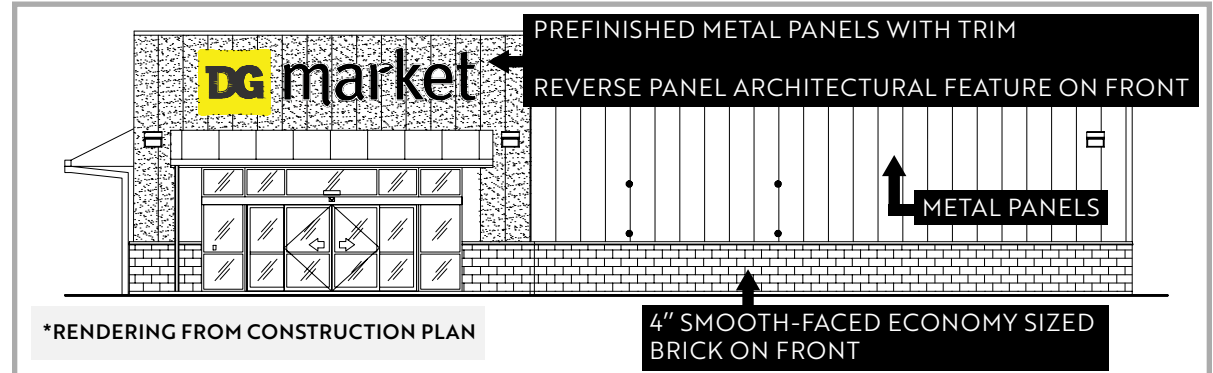 PREFINISHED METAL PANELS WITH TRIM
DG market
REVERSE PANEL ARCHITECTURAL FEATURE ON FRONT
METAL PANELS
*RENDERING FROM CONSTRUCTION PLAN
4" SMOOTH-FACED ECONOMY SIZED
BRICK ON FRONT